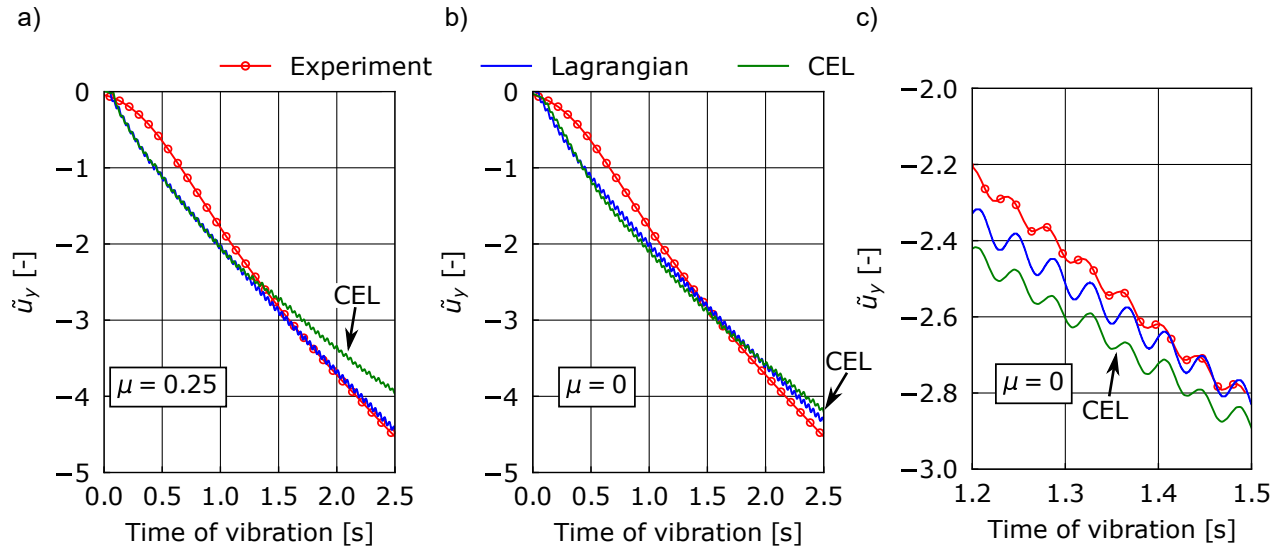 a)
b)
c)
Experiment
Lagrangian
CEL
0
−1
−2
−3
−4
−5
ũy [-]
0.0 0.5 1.0 1.5 2.0 2.5
Time of vibration [s]
μ = 0.25
CEL
0
−1
−2
−3
−4
−5
ũy [-]
0.0 0.5 1.0 1.5 2.0 2.5
Time of vibration [s]
μ = 0
CEL
−2.0
−2.2
−2.4
−2.6
−2.8
−3.0
ũy [-]
1.2 1.3 1.4 1.5
Time of vibration [s]
μ = 0
CEL